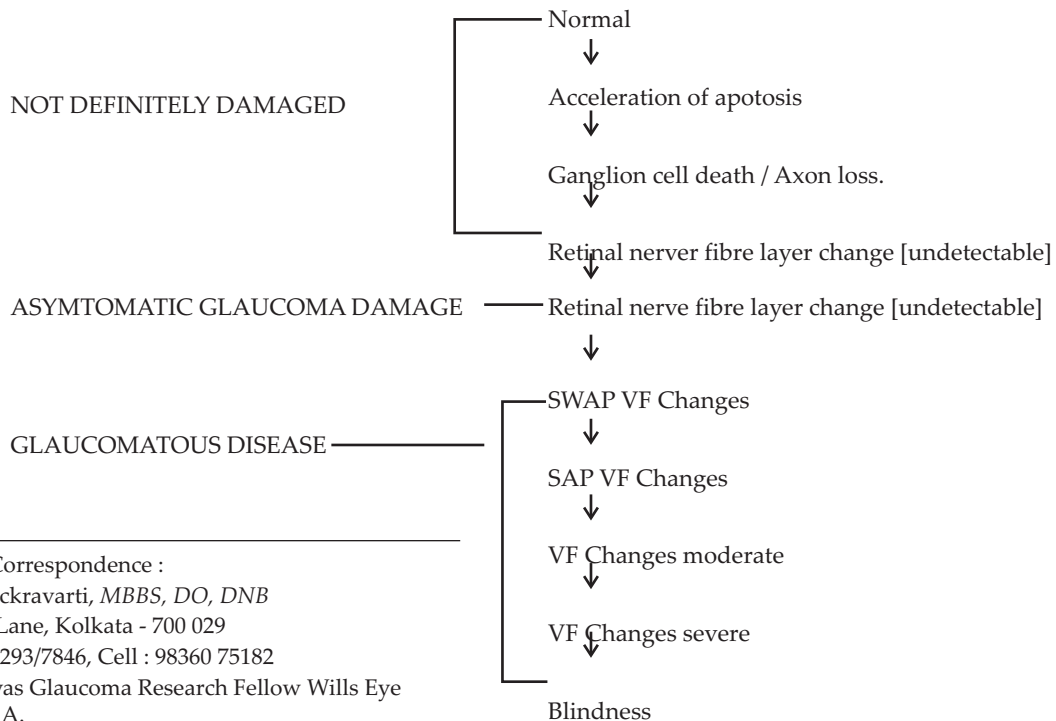 Normal
NOT DEFINITELY DAMAGED
Acceleration of apotosis
Ganglion cell death / Axon loss.
Retinal nerver fibre layer change [undetectable]
ASYMTOMATIC GLAUCOMA DAMAGE
Retinal nerve fibre layer change [undetectable]
SWAP VF Changes
GLAUCOMATOUS DISEASE
SAP VF Changes
VF Changes moderate
VF Changes severe
Blindness
Correspondence :
ckravarti, MBBS, DO, DNB
Lane, Kolkata - 700 029
293/7846, Cell : 98360 75182
as Glaucoma Research Fellow Wills Eye
A.